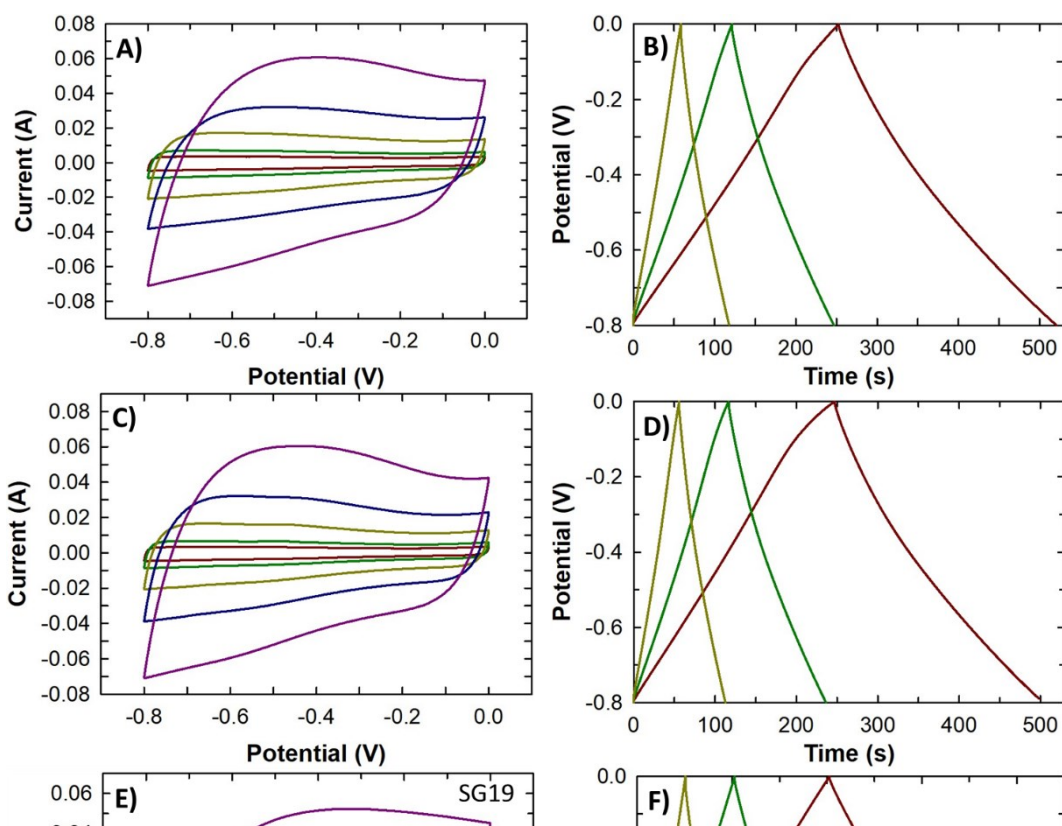 A)
0.08
0.06
0.04
0.02
0.00
-0.02
-0.04
-0.06
-0.08
Current (A)
-0.8 -0.6 -0.4 -0.2 0.0
Potential (V)
B)
0.0
-0.2
-0.4
-0.6
-0.8
Potential (V)
0 100 200 300 400 500
Time (s)
C)
0.08
0.06
0.04
0.02
0.00
-0.02
-0.04
-0.06
-0.08
Current (A)
-0.8 -0.6 -0.4 -0.2 0.0
Potential (V)
D)
0.0
-0.2
-0.4
-0.6
-0.8
Potential (V)
0 100 200 300 400 500
Time (s)
E)
SG19
0.06
F)
0.0